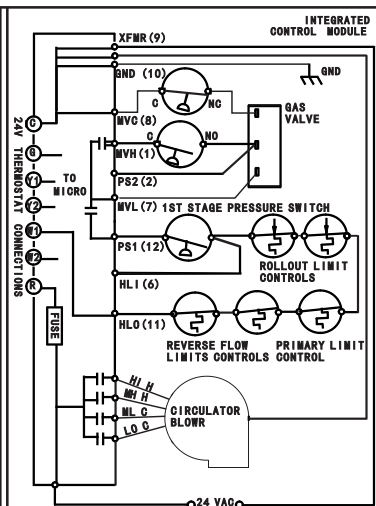 INTEGRATED
CONTROL MODULE
XFMR (9)
GND (10)
GND
C NC
MVC (8)
GAS
VALVE
C NO
MVH (1)
TO
MICRO
PS2 (2)
MVL (7) 1ST STAGE PRESSURE SWITCH
PS1 (12)
ROLLOUT LIMIT
CONTROLS
HLI (6)
HLO (11)
REVERSE FLOW PRIMARY LIMIT
LIMITS CONTROLS CONTROL
24V THERMOSTAT CONNECTIONS
C
G
Y1
Y2
W1
W2
R
FUSE
HI H
MH H
ML C
LO C
CIRCULATOR
BLOWR
24 VAC